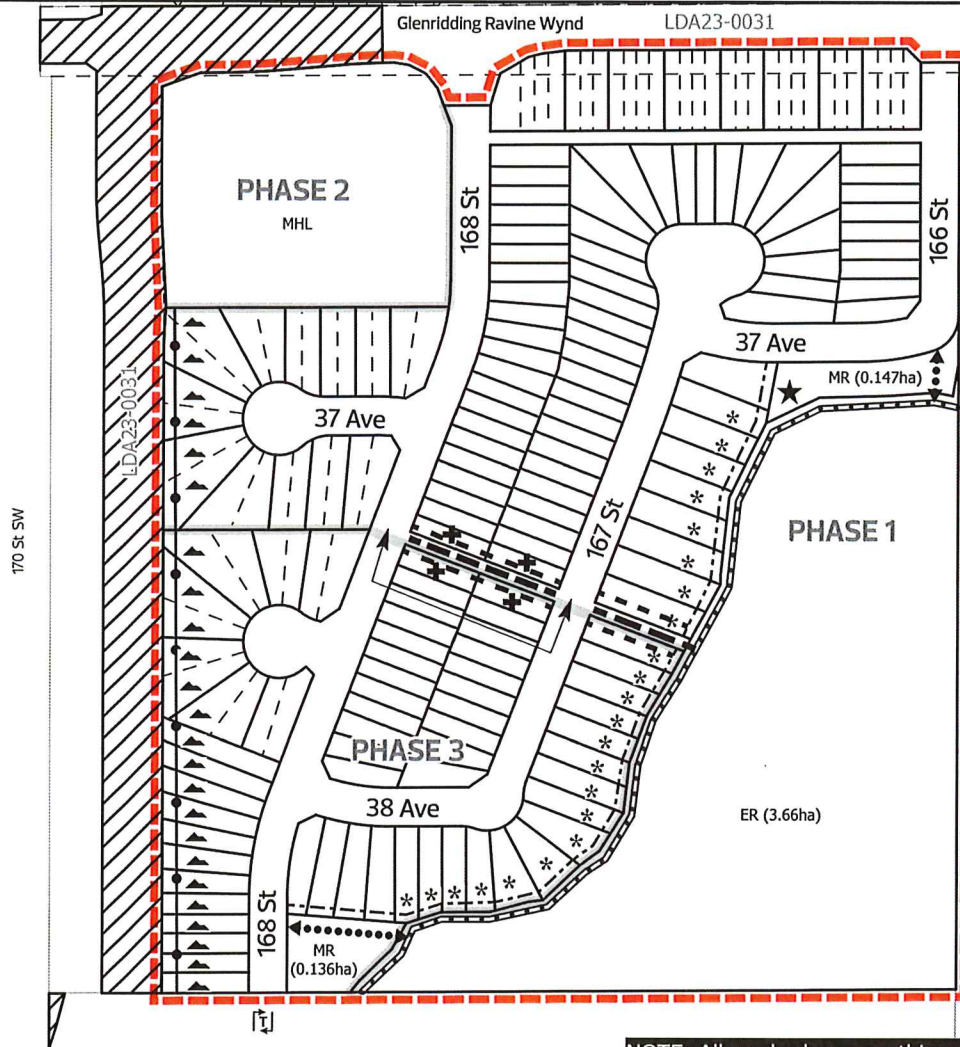 Glenridding Ravine Wynd
LDA23-0031
PHASE 2
MHL
168 St
166 St
37 Ave
MR (0.147ha)
LDA23-0031
37 Ave
170 St SW
167 St
PHASE 1
PHASE 3
38 Ave
ER (3.66ha)
168 St
MR
(0.136ha)